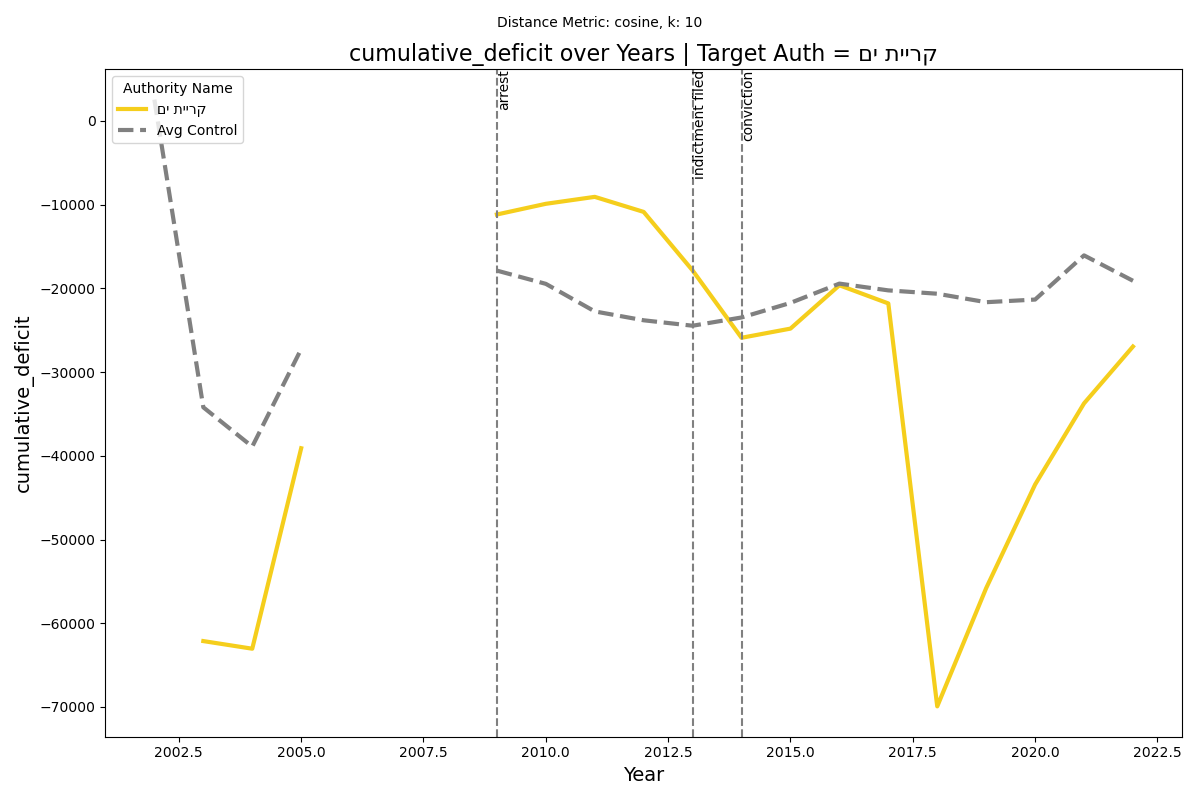 Distance Metric: cosine, k: 10
cumulative_deficit over Years | Target Auth = קריית ים
Authority Name
קריית ים
Avg Control
arrest
indictment filed
conviction
0
−10000
−20000
−30000
−40000
−50000
−60000
−70000
cumulative_deficit
2002.5 2005.0 2007.5 2010.0 2012.5 2015.0 2017.5 2020.0 2022.5
Year